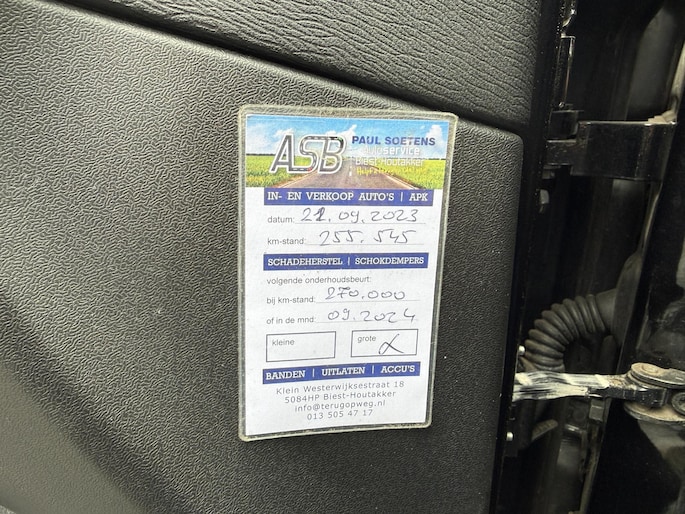 ASB
PAUL SOETENS
autoservice
Biest-Houtakker
IN- EN VERKOOP AUTO'S | APK
datum: 21.09.2023
km-stand: 255.545
SCHADEHERSTEL | SCHOKDEMPERS
volgende onderhoudsbeurt:
bij km-stand: 270.000
of in de mnd: 09.2024
kleine
grote
BANDEN | UITLATEN | ACCU'S
Klein Westerwijksestraat 18
5084HP Biest-Houtakker
info@terugopweg.nl
013 505 47 17